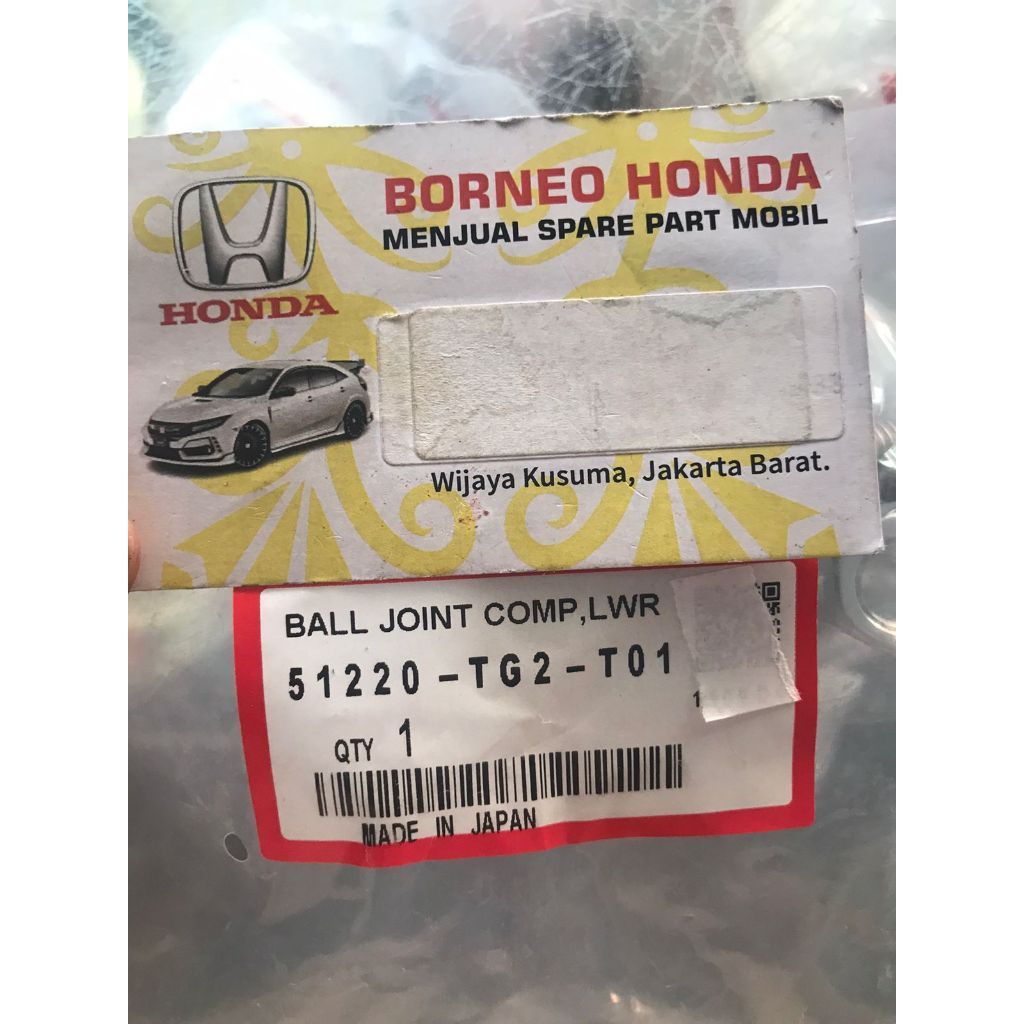 BORNEO HONDA
MENJUAL SPARE PART MOBIL
HONDA
Wijaya Kusuma, Jakarta Barat.
BALL JOINT COMP,LWR
51220-TG2-T01
QTY 1
MADE IN JAPAN